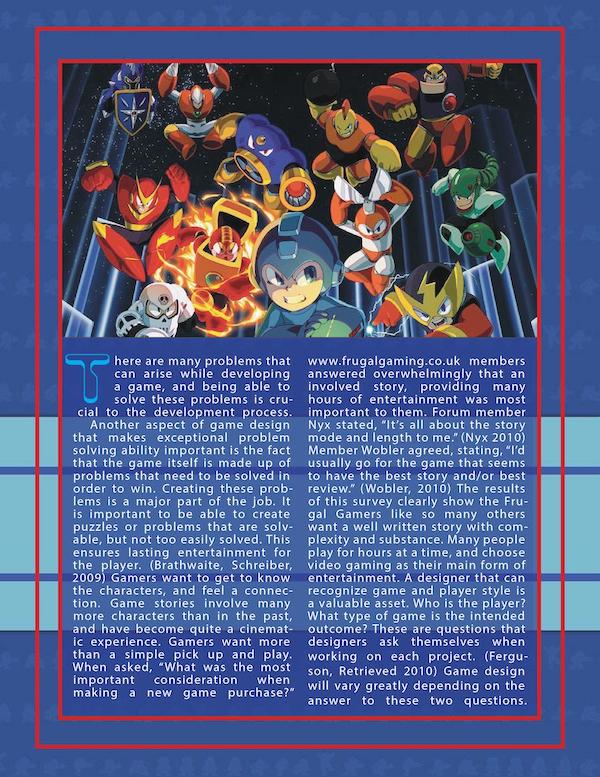 There are many problems that
can arise while developing
a game, and being able to
solve these problems is cru-
cial to the development process.
Another aspect of game design
that makes exceptional problem
solving ability important is the fact
that the game itself is made up of
problems that need to be solved in
order to win. Creating these prob-
lems is a major part of the job. It
is important to be able to create
puzzles or problems that are solv-
able, but not too easily solved. This
ensures lasting entertainment for
the player. (Brathwaite, Schreiber,
2009) Gamers want to get to know
the characters, and feel a connec-
tion. Game stories involve many
more characters than in the past,
and have become quite a cinemat-
ic experience. Gamers want more
than a simple pick up and play.
When asked, “What was the most
important consideration when
making a new game purchase?”
www.frugalgaming.co.uk members
answered overwhelmingly that an
involved story, providing many
hours of entertainment was most
important to them. Forum member
Nyx stated, “It’s all about the story
mode and length to me.” (Nyx 2010)
Member Wobler agreed, stating, “I’d
usually go for the game that seems
to have the best story and/or best
review.” (Wobler, 2010) The results
of this survey clearly show the Fru-
gal Gamers like so many others
want a well written story with com-
plexity and substance. Many people
play for hours at a time, and choose
video gaming as their main form of
entertainment. A designer that can
recognize game and player style is
a valuable asset. Who is the player?
What type of game is the intended
outcome? These are questions that
designers ask themselves when
working on each project. (Fergu-
son, Retrieved 2010) Game design
will vary greatly depending on the
answer to these two questions.